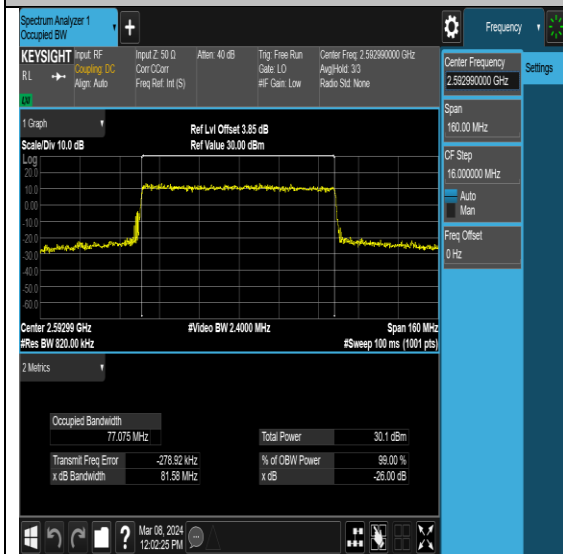 Spectrum Analyzer 1
Occupied BW
+
Frequency
KEYSIGHT
RL
LXI
Input: RF
Coupling: DC
Align: Auto
Input Z: 50 Ω
Corr CCorr
Freq Ref: Int (S)
Atten: 40 dB
Trig: Free Run
Gate: LO
#IF Gain: Low
Center Freq: 2.592990000 GHz
Avg|Hold: 3/3
Radio Std: None
Center Frequency
2.592990000 GHz
Settings
Span
160.00 MHz
CF Step
16.000000 MHz
Auto
Man
Freq Offset
0 Hz
1 Graph
Scale/Div 10.0 dB
Ref Lvl Offset 3.85 dB
Ref Value 30.00 dBm
Log
20.0
10.0
0.00
-10.0
-20.0
-30.0
-40.0
-50.0
-60.0
Center 2.59299 GHz
#Res BW 820.00 kHz
#Video BW 2.4000 MHz
Span 160 MHz
#Sweep 100 ms (1001 pts)
2 Metrics
Occupied Bandwidth
77.075 MHz
Total Power 30.1 dBm
Transmit Freq Error -278.92 kHz
% of OBW Power 99.00 %
x dB Bandwidth 81.58 MHz
x dB -26.00 dB
?
Mar 08, 2024
12:02:25 PM